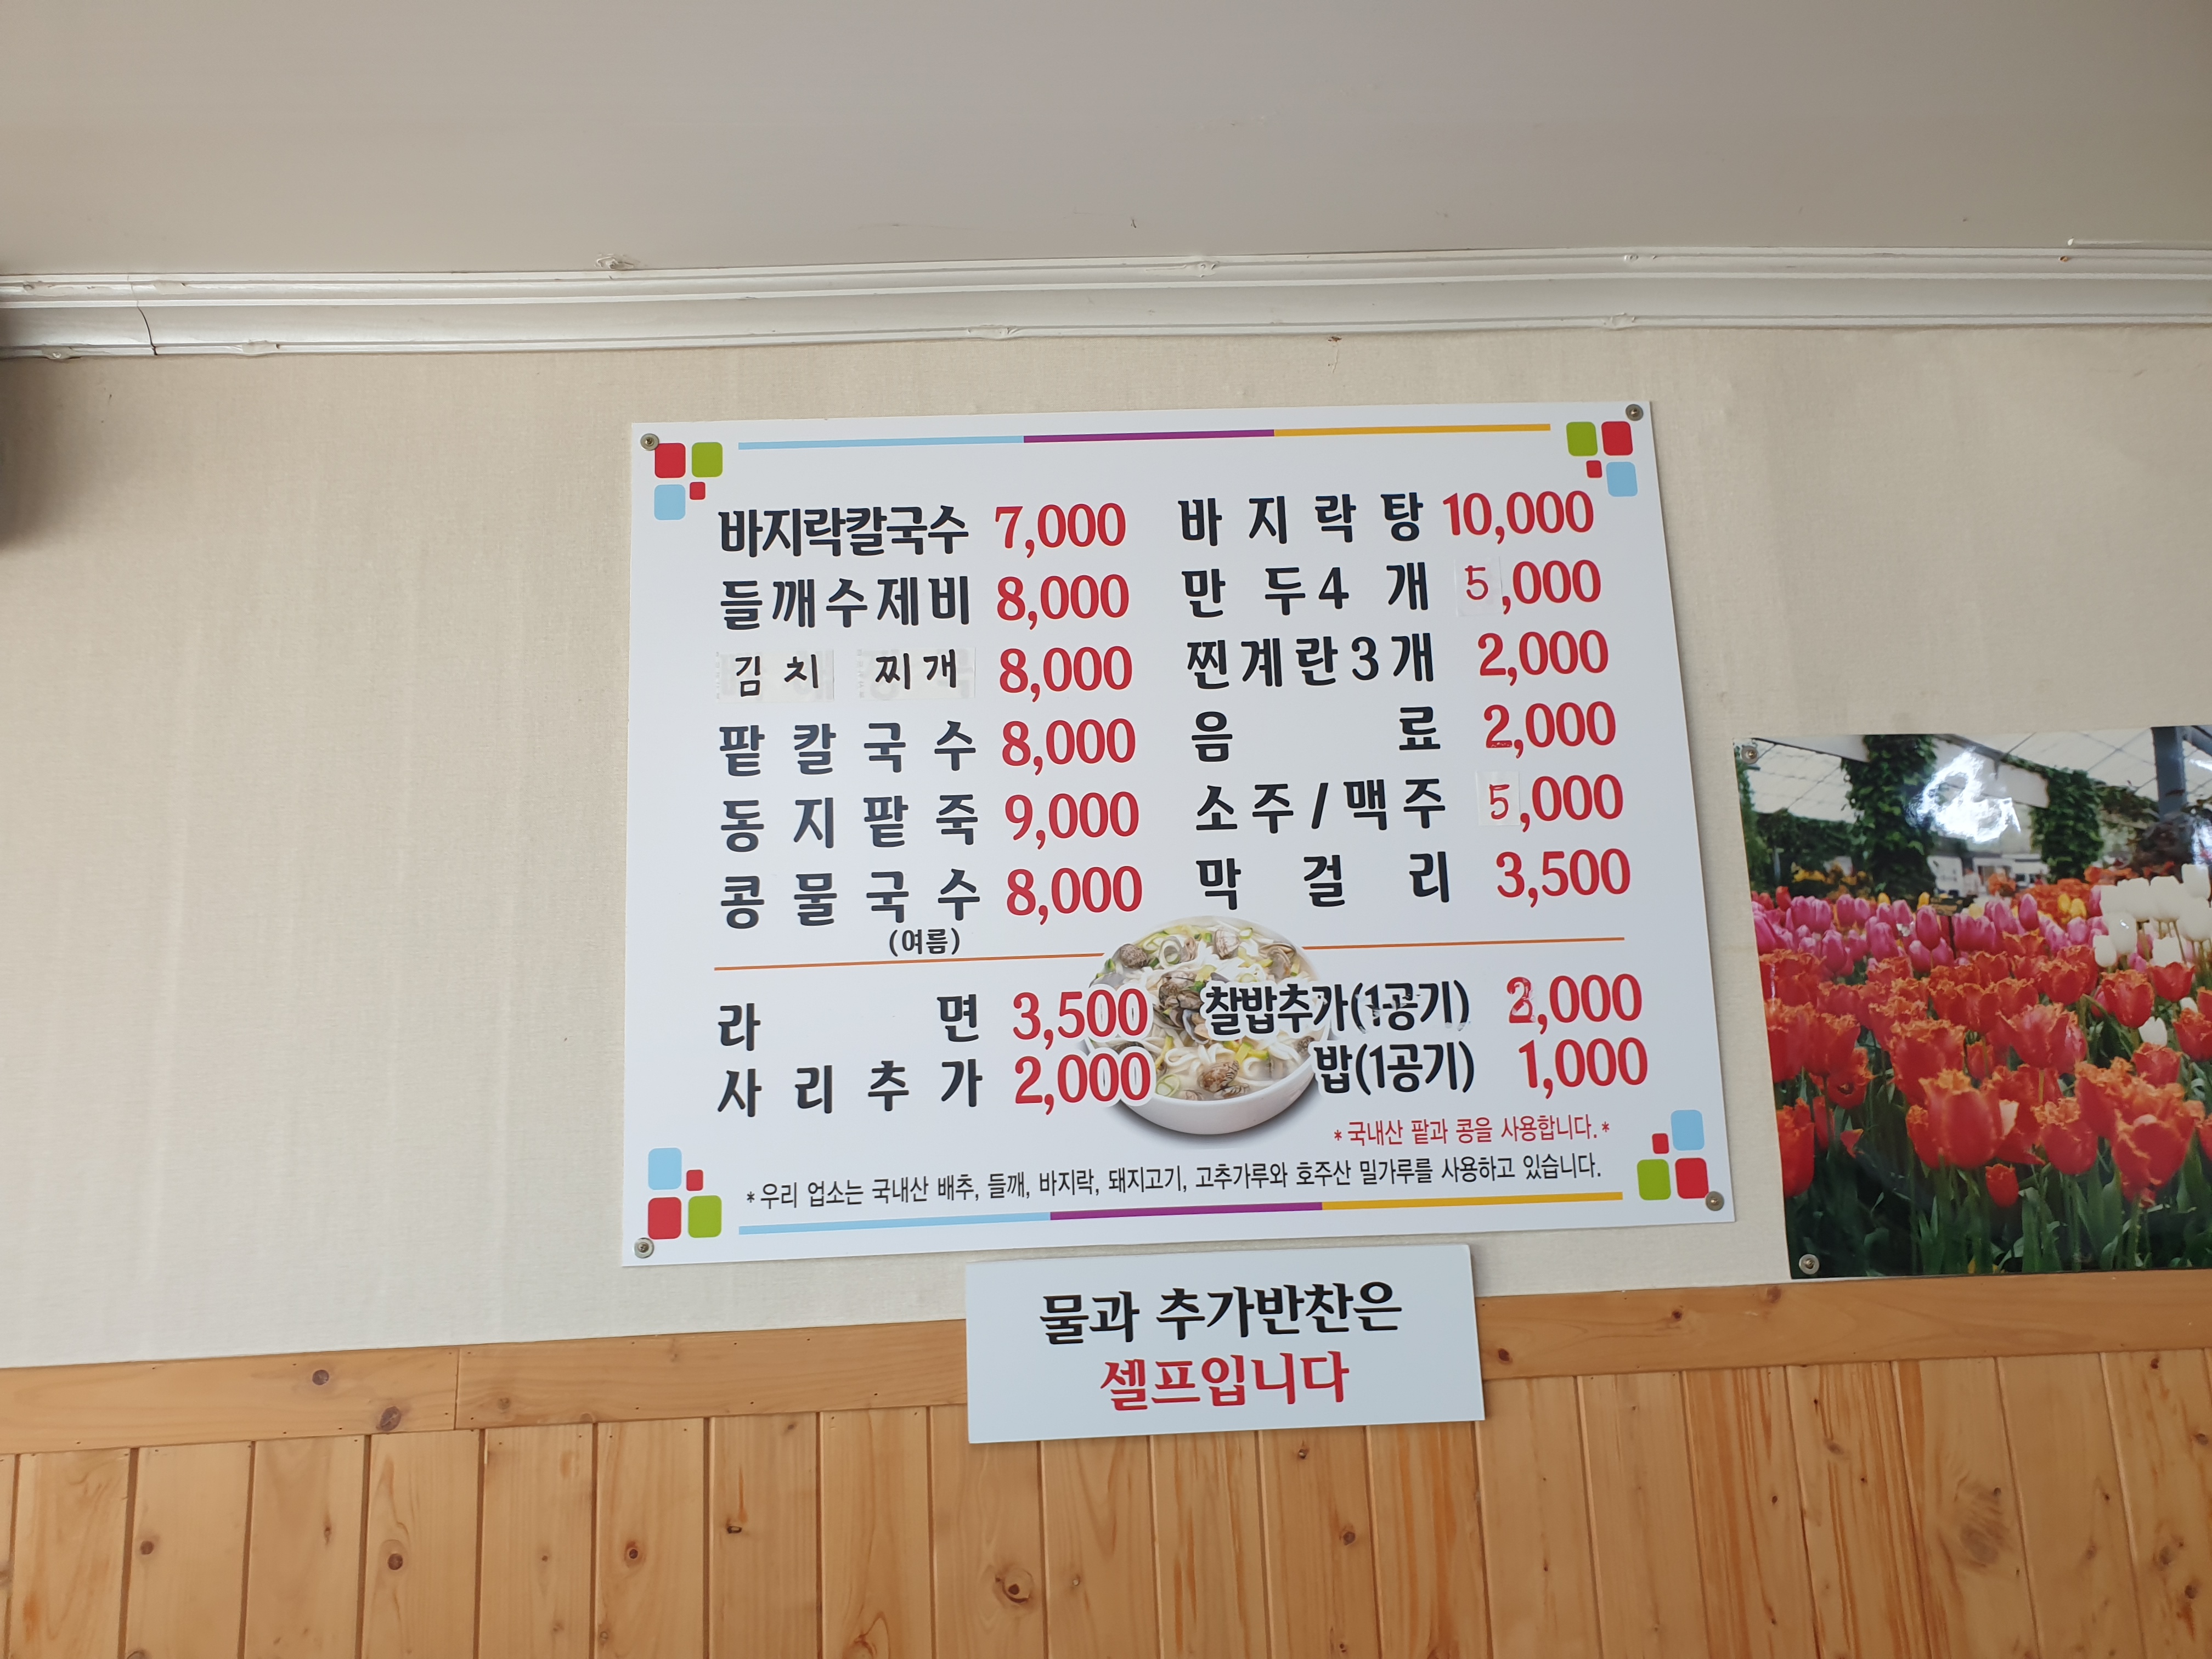 바지락칼국수 7,000
들깨수제비 8,000
김치 찌개 8,000
팥칼국수 8,000
동지팥죽 9,000
콩물국수 8,000
(여름)
바지락탕 10,000
만두4개 5,000
찐계란3개 2,000
음료 2,000
소주/맥주 5,000
막걸리 3,500
라면 3,500
사리추가 2,000
찰밥추가(1공기) 2,000
밥(1공기) 1,000
*국내산 팥과 콩을 사용합니다.*
*우리 업소는 국내산 배추, 들깨, 바지락, 돼지고기, 고추가루와 호주산 밀가루를 사용하고 있습니다.
물과 추가반찬은
셀프입니다